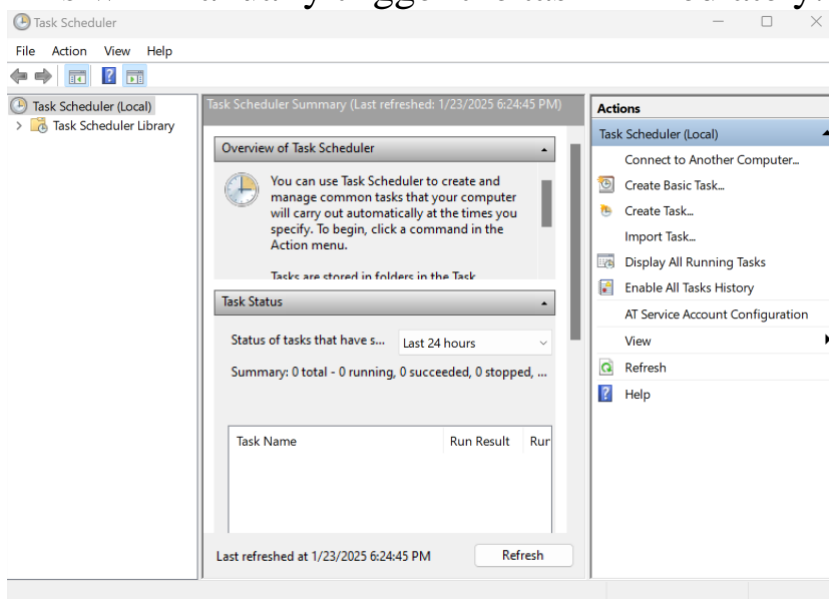 Task Scheduler
File Action View Help
Task Scheduler (Local)
Task Scheduler Library
Task Scheduler Summary (Last refreshed: 1/23/2025 6:24:45 PM)
Overview of Task Scheduler
You can use Task Scheduler to create and
manage common tasks that your computer
will carry out automatically at the times you
specify. To begin, click a command in the
Action menu.
Tasks are stored in folders in the Task
Task Status
Status of tasks that have s... Last 24 hours
Summary: 0 total - 0 running, 0 succeeded, 0 stopped, ...
Task Name Run Result Rur
Last refreshed at 1/23/2025 6:24:45 PM Refresh
Actions
Task Scheduler (Local)
Connect to Another Computer...
Create Basic Task...
Create Task...
Import Task...
Display All Running Tasks
Enable All Tasks History
AT Service Account Configuration
View
Refresh
Help